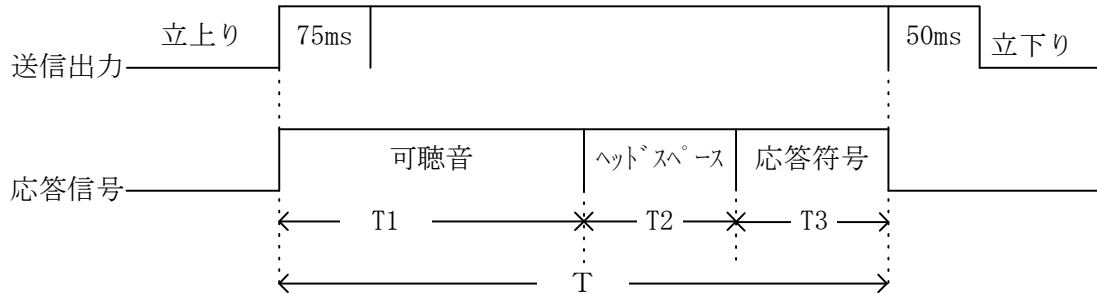 立上り
75ms
50ms
立下り
送信出力
可聴音
ヘッドスペース
応答符号
応答信号
T1
T2
T3
T